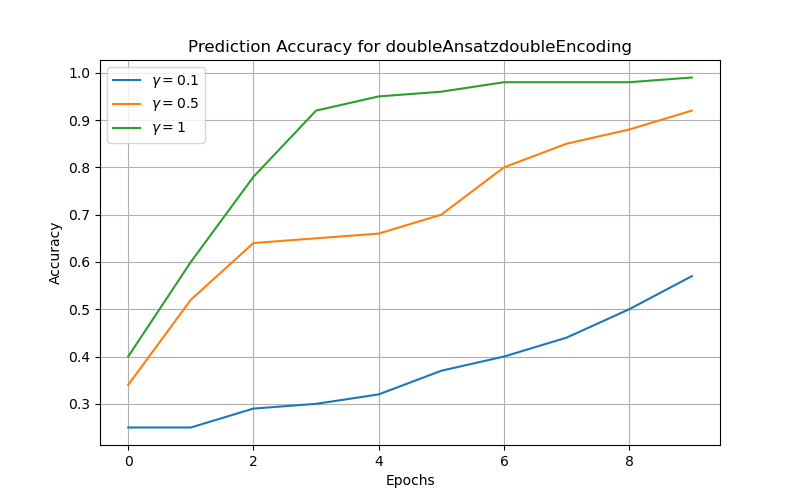 Prediction Accuracy for doubleAnsatzdoubleEncoding
γ = 0.1
γ = 0.5
γ = 1
Accuracy
1.0
0.9
0.8
0.7
0.6
0.5
0.4
0.3
0 2 4 6 8
Epochs